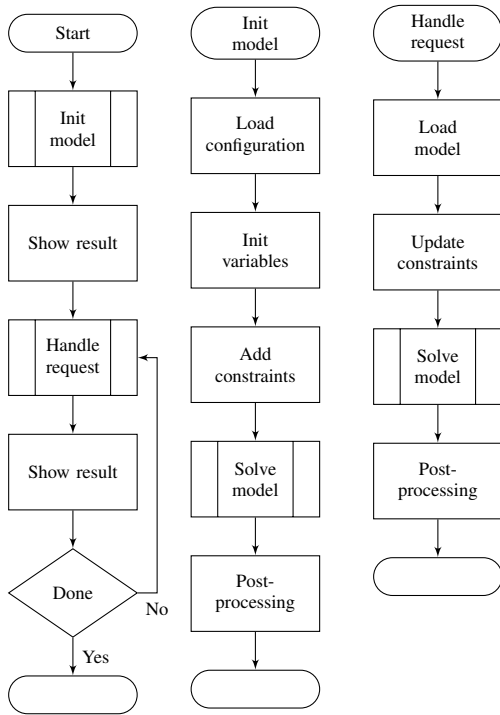 Start
Init
model
Show result
Handle
request
Show result
Done
No
Yes
Init
model
Load
configuration
Init
variables
Add
constraints
Solve
model
Post-
processing
Handle
request
Load
model
Update
constraints
Solve
model
Post-
processing